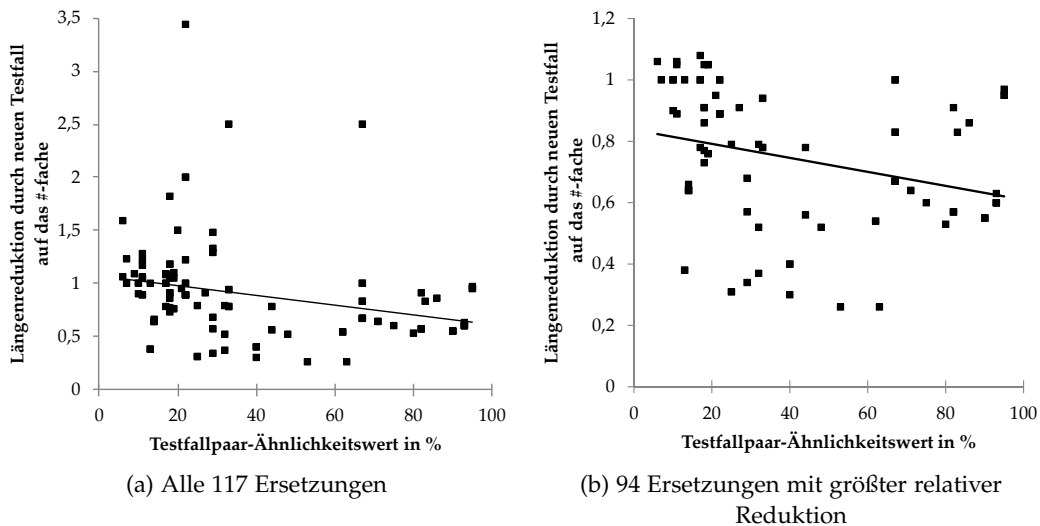 Längenreduktion durch neuen Testfall
auf das #-fache
3,5
3
2,5
2
1,5
1
0,5
0
0 20 40 60 80 100
Testfallpaar-Ähnlichkeitswert in %
(a) Alle 117 Ersetzungen
Längenreduktion durch neuen Testfall
auf das #-fache
1,2
1
0,8
0,6
0,4
0,2
0
0 20 40 60 80 100
Testfallpaar-Ähnlichkeitswert in %
(b) 94 Ersetzungen mit größter relativer
Reduktion